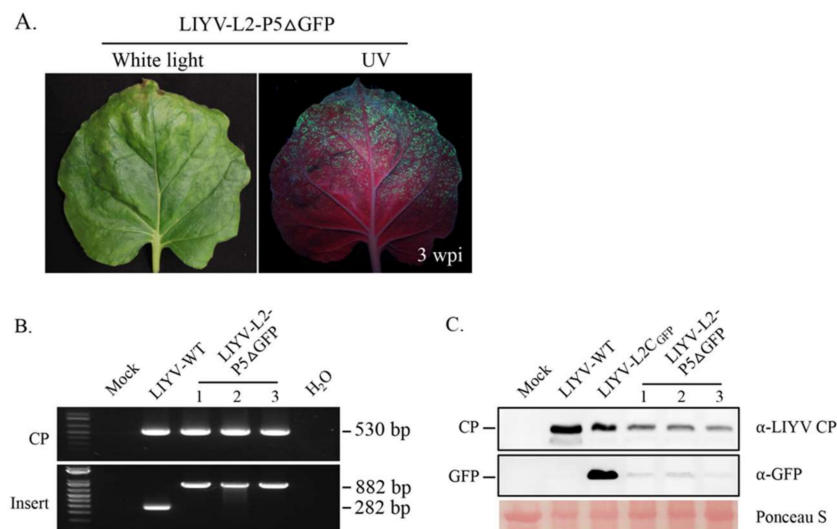 A.
LIYV-L2-P5ΔGFP
White light UV
3 wpi
B.
Mock LIYV-WT LIYV-L2-P5ΔGFP H₂O
1 2 3
CP 530 bp
Insert 882 bp
282 bp
C.
Mock LIYV-WT LIYV-L2C_GFP LIYV-L2-P5ΔGFP
1 2 3
CP α-LIYV CP
GFP α-GFP
Ponceau S